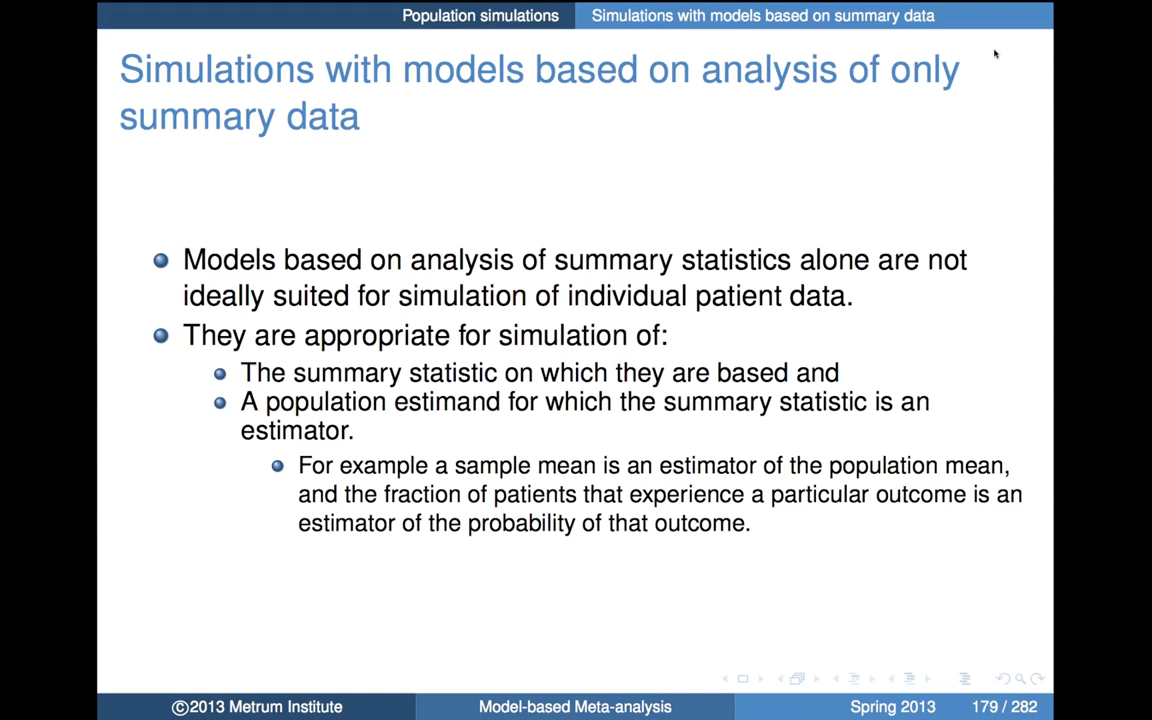 Population simulations Simulations with models based on summary data
Simulations with models based on analysis of only
summary data
Models based on analysis of summary statistics alone are not
ideally suited for simulation of individual patient data.
They are appropriate for simulation of:
The summary statistic on which they are based and
A population estimand for which the summary statistic is an
estimator.
For example a sample mean is an estimator of the population mean,
and the fraction of patients that experience a particular outcome is an
estimator of the probability of that outcome.
©2013 Metrum Institute Model-based Meta-analysis Spring 2013 179 / 282